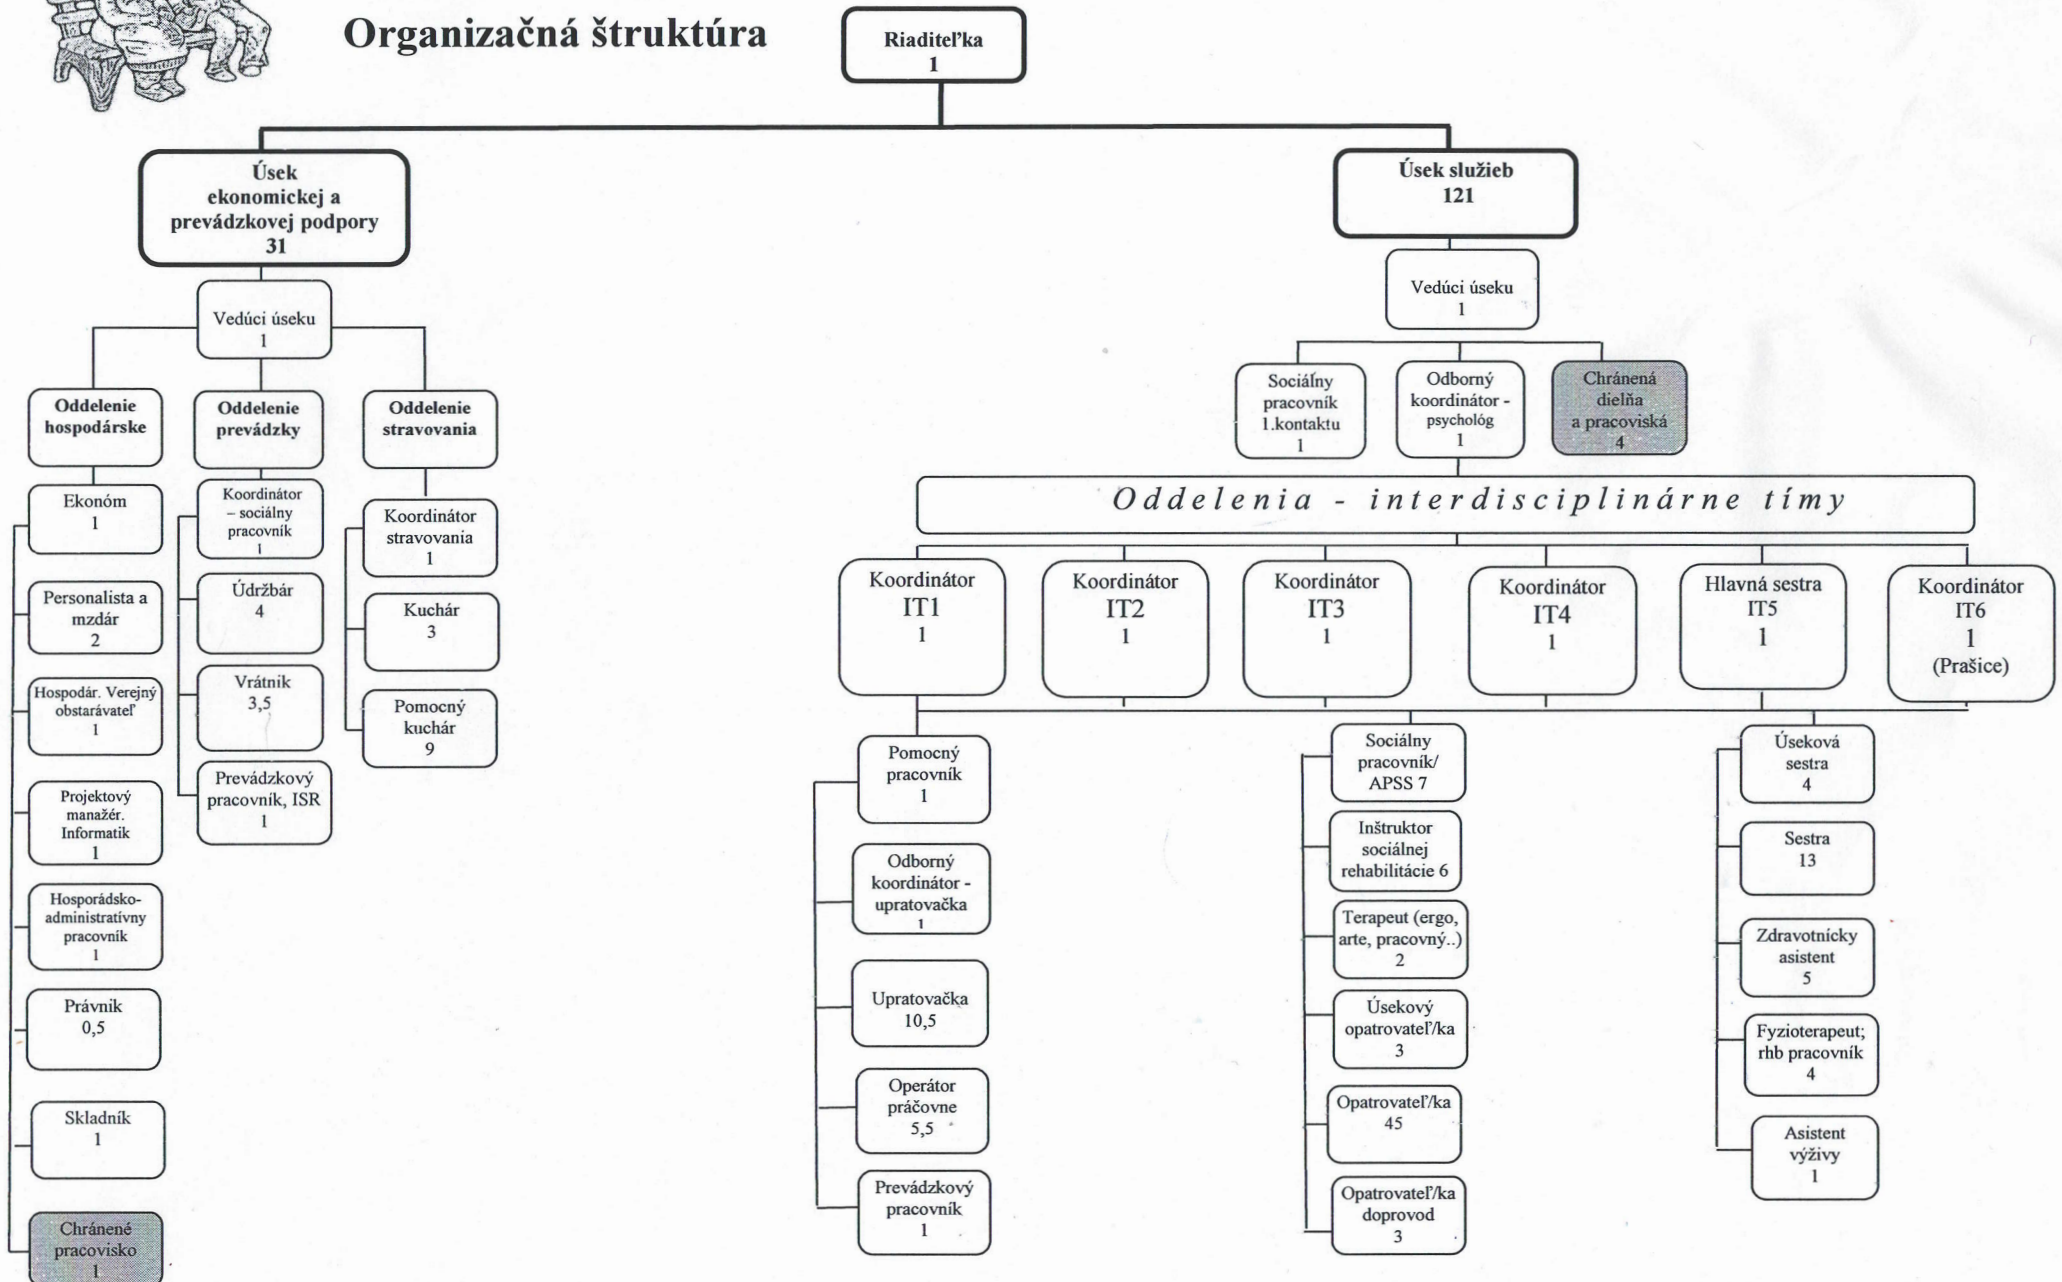 Organizačná štruktúra
Riaditeľka
1
Úsek
ekonomickej a
prevádzkovej podpory
31
Úsek služieb
121
Vedúci úseku
1
Vedúci úseku
1
Oddelenie
hospodárske
Oddelenie
prevádzky
Oddelenie
stravovania
Ekonóm
1
Personalista a
mzdár
2
Hospodár. Verejný
obstarávateľ
1
Projektový
manažér.
Informatik
1
Hosporádsko-
administratívny
pracovník
1
Právnik
0,5
Skladník
1
Chránené
pracovisko
1
Koordinátor
– sociálny
pracovník
1
Údržbár
4
Vrátnik
3,5
Prevádzkový
pracovník, ISR
1
Koordinátor
stravovania
1
Kuchár
3
Pomocný
kuchár
9
Sociálny
pracovník
1.kontaktu
1
Odborný
koordinátor -
psychológ
1
Chránená
dielňa
a pracoviská
4
Oddelenia - interdisciplinárne tímy
Koordinátor
IT1
1
Koordinátor
IT2
1
Koordinátor
IT3
1
Koordinátor
IT4
1
Hlavná sestra
IT5
1
Koordinátor
IT6
1
(Prašice)
Pomocný
pracovník
1
Odborný
koordinátor -
upratovačka
1
Upratovačka
10,5
Operátor
práčovne
5,5
Prevádzkový
pracovník
1
Sociálny
pracovník/
APSS 7
Inštruktor
sociálnej
rehabilitácie 6
Terapeut (ergo,
arte, pracovný..)
2
Úsekový
opatrovateľ/ka
3
Opatrovateľ/ka
45
Opatrovateľ/ka
doprovod
3
Úseková
sestra
4
Sestra
13
Zdravotnícky
asistent
5
Fyzioterapeut;
rhb pracovník
4
Asistent
výživy
1